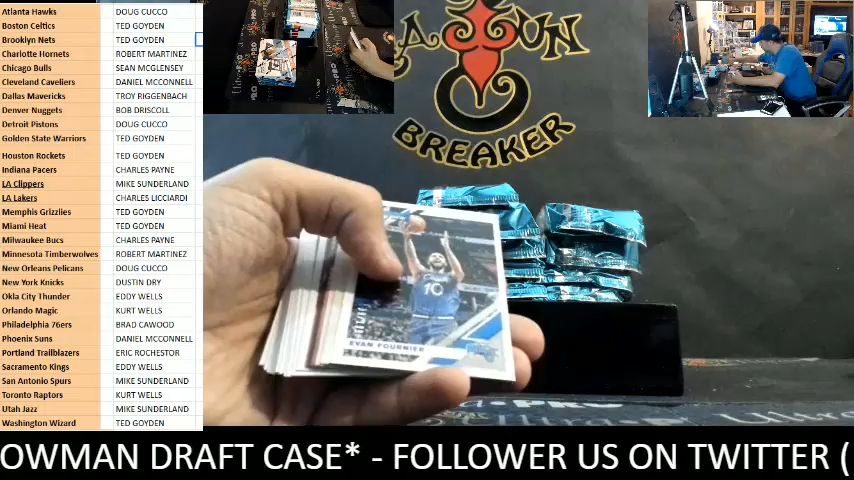 Atlanta Hawks DOUG CUCCO
Boston Celtics TED GOYDEN
Brooklyn Nets TED GOYDEN
Charlotte Hornets ROBERT MARTINEZ
Chicago Bulls SEAN MCGLENSEY
Cleveland Caveliers DANIEL MCCONNELL
Dallas Mavericks TROY RIGGENBACH
Denver Nuggets BOB DRISCOLL
Detroit Pistons DOUG CUCCO
Golden State Warriors TED GOYDEN
Houston Rockets TED GOYDEN
Indiana Pacers CHARLES PAYNE
LA Clippers MIKE SUNDERLAND
LA Lakers CHARLES LICCIARDI
Memphis Grizzlies TED GOYDEN
Miami Heat TED GOYDEN
Milwaukee Bucs CHARLES PAYNE
Minnesota Timberwolves ROBERT MARTINEZ
New Orleans Pelicans DOUG CUCCO
New York Knicks DUSTIN DRY
Okla City Thunder EDDY WELLS
Orlando Magic KURT WELLS
Philadelphia 76ers BRAD CAWOOD
Phoenix Suns DANIEL MCCONNELL
Portland Trailblazers ERIC ROCHESTOR
Sacramento Kings EDDY WELLS
San Antonio Spurs MIKE SUNDERLAND
Toronto Raptors KURT WELLS
Utah Jazz MIKE SUNDERLAND
Washington Wizard TED GOYDEN
GUN
BREAKER
10
EVAN FOURNIER
PRO
OWMAN DRAFT CASE* - FOLLOWER US ON TWITTER (